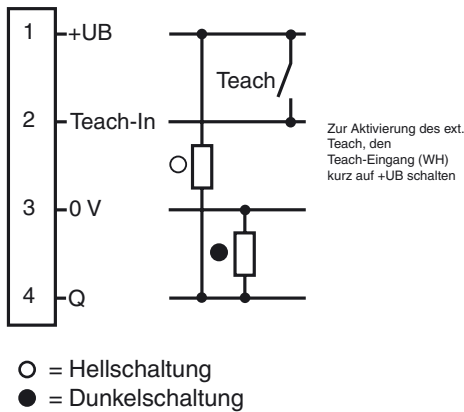 1 +UB
Teach
2 Teach-In
Zur Aktivierung des ext.
Teach, den
Teach-Eingang (WH)
kurz auf +UB schalten
3 0 V
4 Q
= Hellschaltung
= Dunkelschaltung